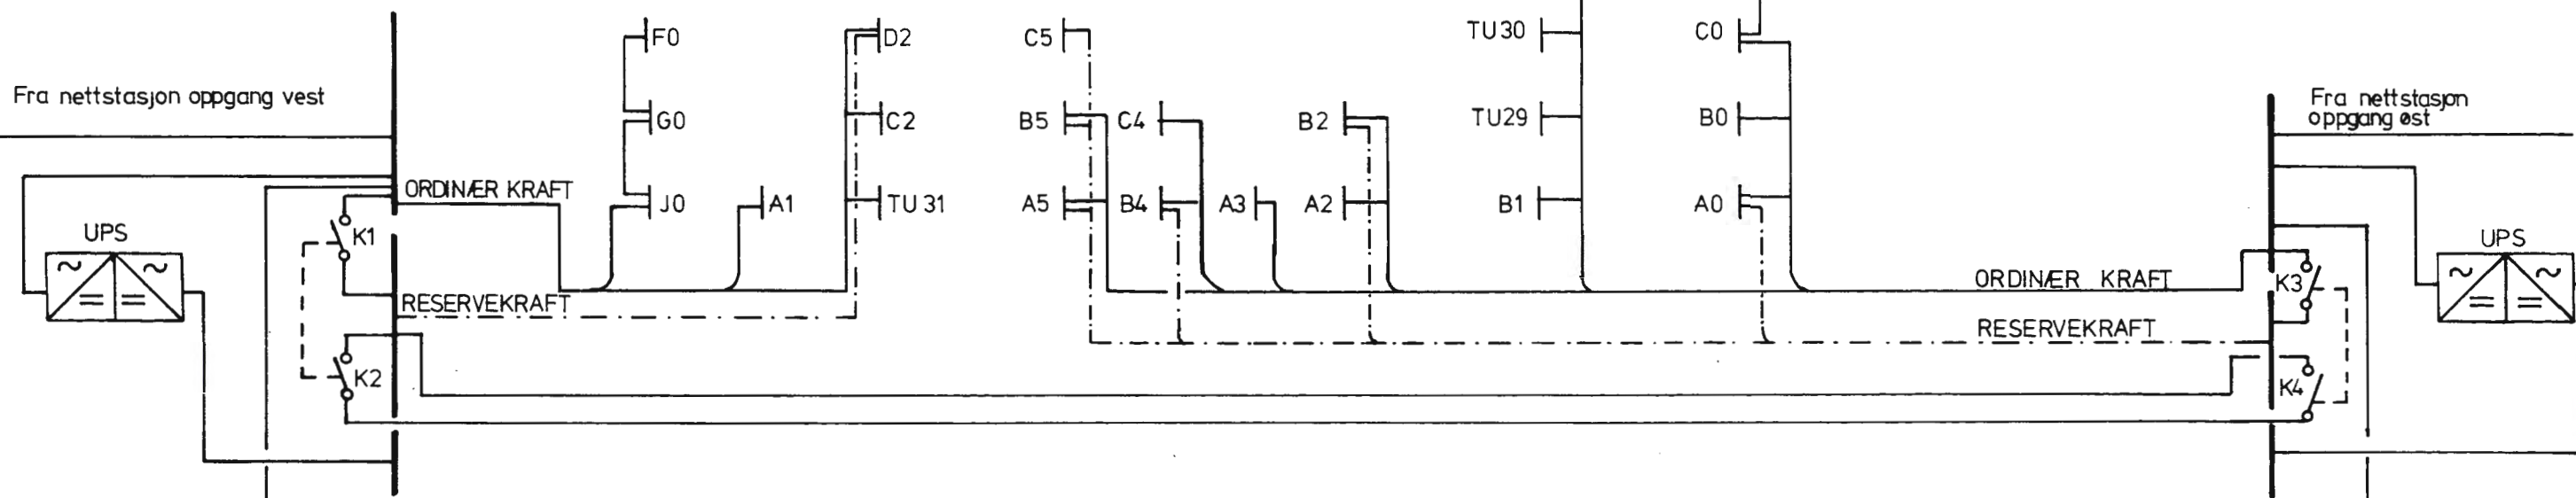 F0
D2
C5
TU30
C0
Fra nettstasjon oppgang vest
Fra nettstasjon
oppgang øst
G0
C2
B5
C4
B2
TU29
B0
ORDINÆR KRAFT
J0
A1
TU 31
A5
B4
A3
A2
B1
A0
UPS
K1
UPS
ORDINÆR KRAFT
K3
RESERVEKRAFT
RESERVEKRAFT
K2
K4